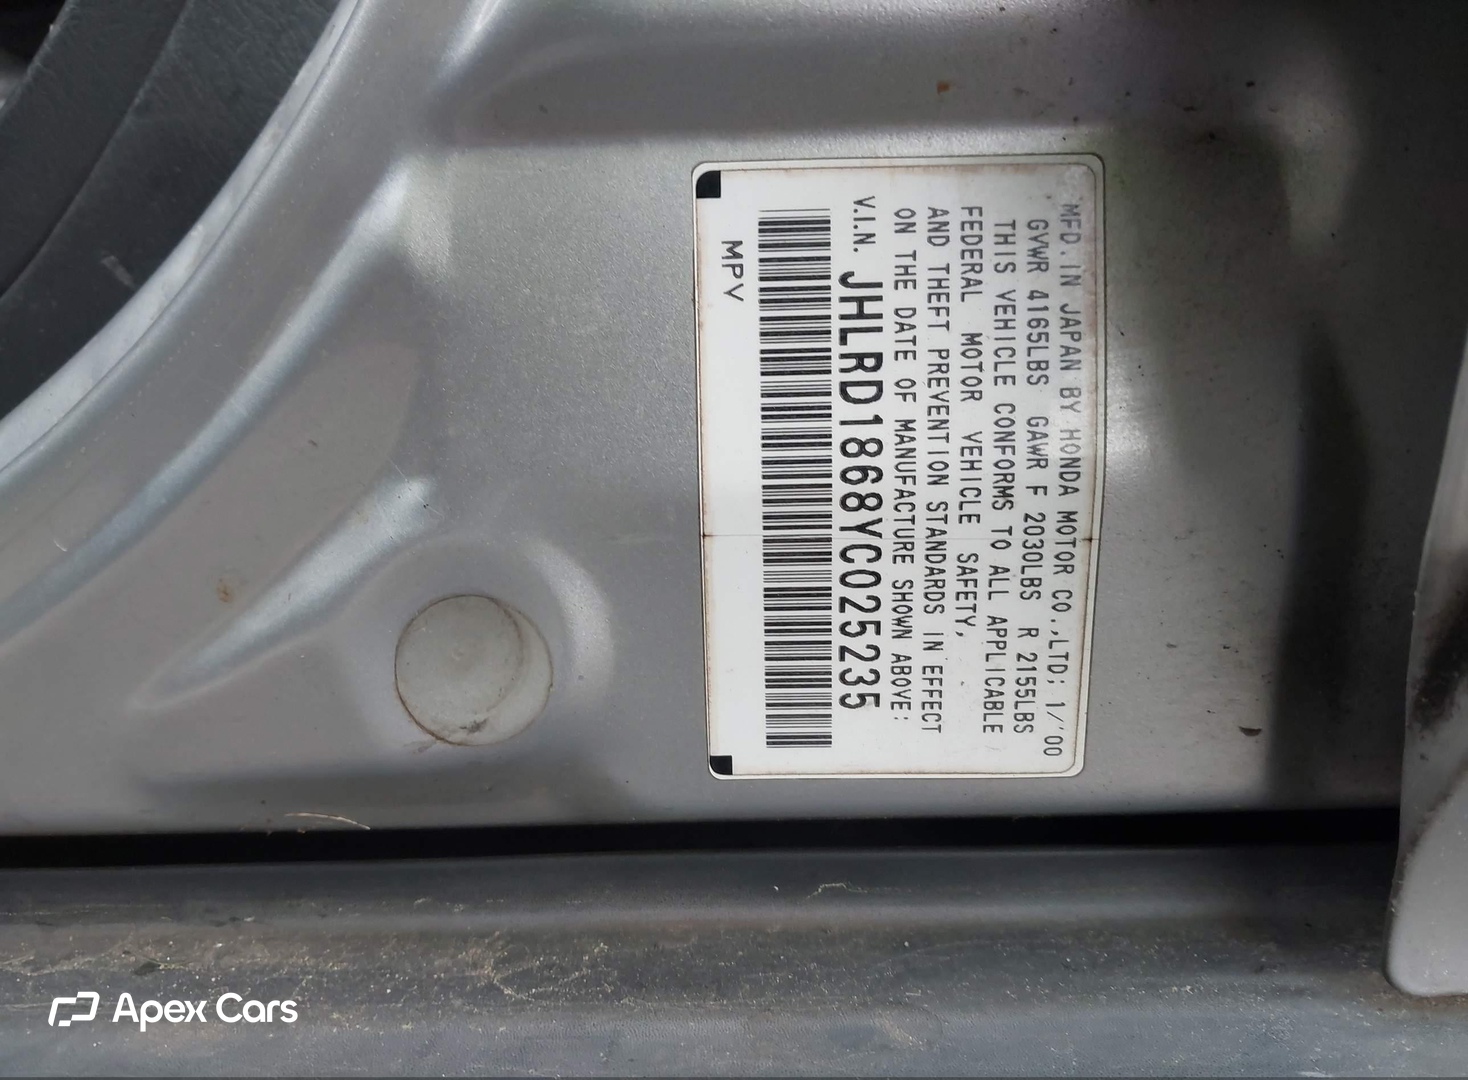 MFD. IN JAPAN BY HONDA MOTOR CO.,LTD; 1/'00
GVWR 4165LBS GAWR F 2030LBS R 2155LBS
THIS VEHICLE CONFORMS TO ALL APPLICABLE
FEDERAL MOTOR VEHICLE SAFETY,
AND THEFT PREVENTION STANDARDS IN EFFECT
ON THE DATE OF MANUFACTURE SHOWN ABOVE:
V.I.N. JHLRD1868YC025235
MPV
Apex Cars